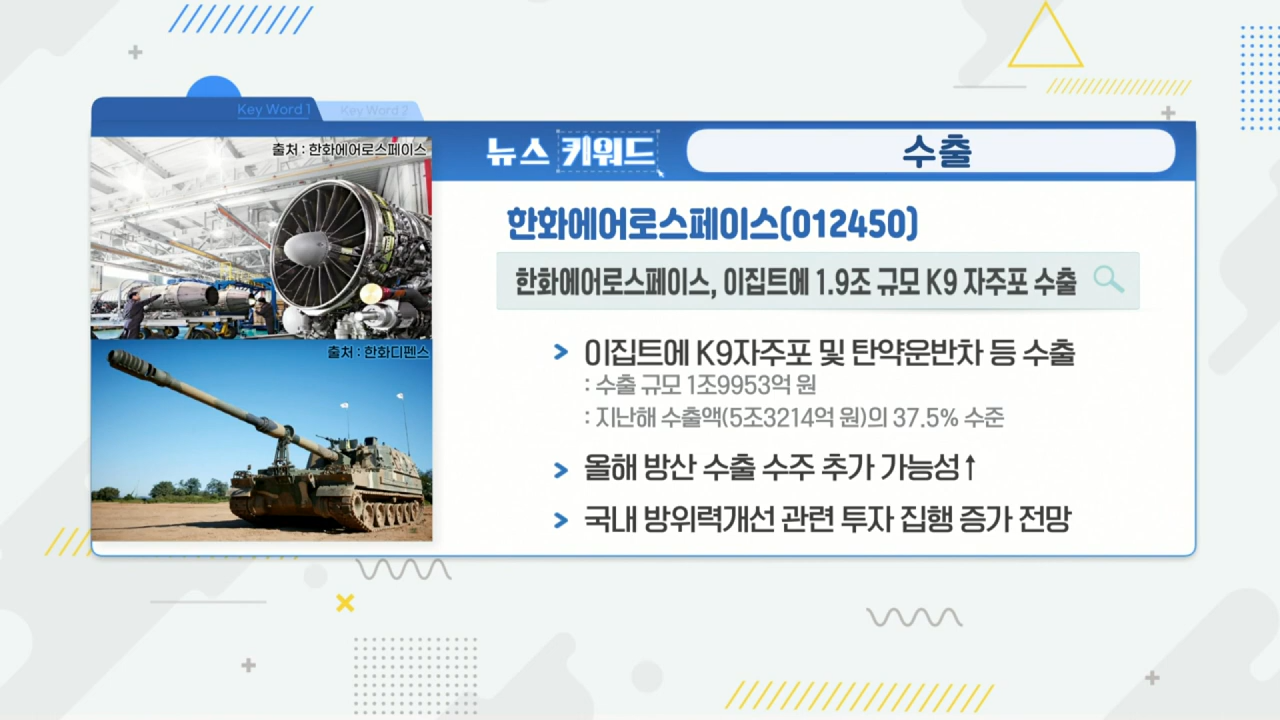 Key Word 1
Key Word 2
출처 : 한화에어로스페이스
뉴스 키워드
수출
한화에어로스페이스(012450)
한화에어로스페이스, 이집트에 1.9조 규모 K9 자주포 수출
이집트에 K9자주포 및 탄약운반차 등 수출
: 수출 규모 1조9953억 원
: 지난해 수출액(5조3214억 원)의 37.5% 수준
출처 : 한화디펜스
올해 방산 수출 수주 추가 가능성↑
국내 방위력개선 관련 투자 집행 증가 전망